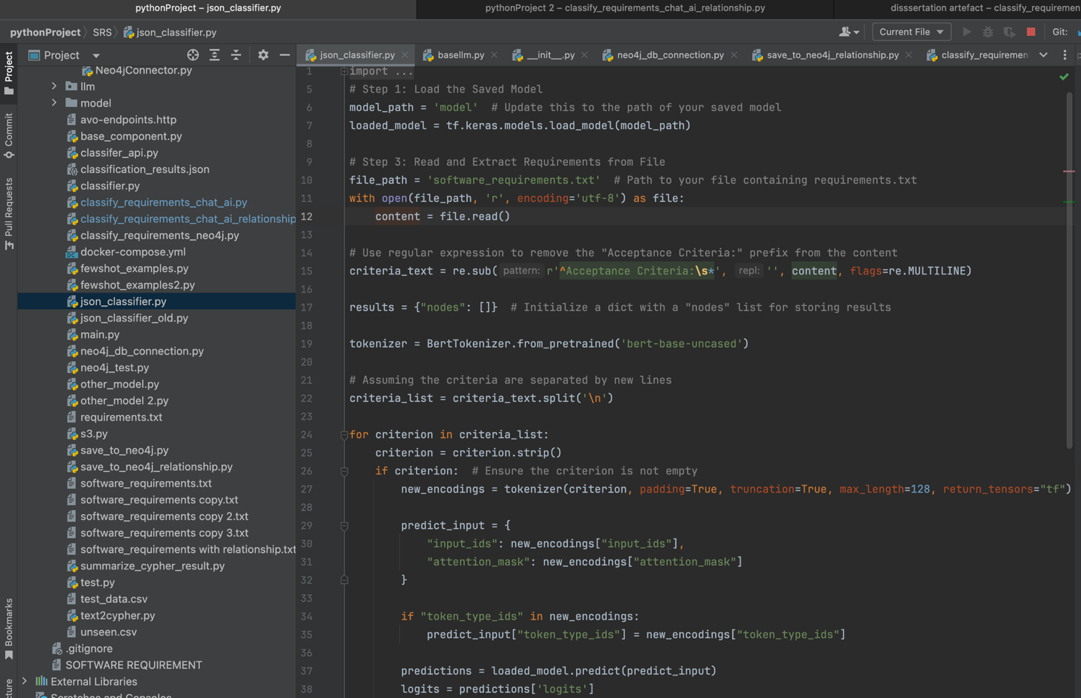 pythonProject – json_classifier.py
pythonProject 2 – classify_requirements_chat_ai_relationship.py
disssertation artefact – classify_requirement
pythonProject
SRS
json_classifier.py
Current File
Git:
Project
json_classifier.py
basellm.py
__init__.py
neo4j_db_connection.py
save_to_neo4j_relationship.py
classify_requiremen
Project
Commit
Pull Requests
Bookmarks
cture
Neo4jConnector.py
llm
model
avo-endpoints.http
base_component.py
classifer_api.py
classification_results.json
classifier.py
classify_requirements_chat_ai.py
classify_requirements_chat_ai_relationship
classify_requirements_neo4j.py
docker-compose.yml
fewshot_examples.py
fewshot_examples2.py
json_classifier.py
json_classifier_old.py
main.py
neo4j_db_connection.py
neo4j_test.py
other_model.py
other_model 2.py
requirements.txt
s3.py
save_to_neo4j.py
save_to_neo4j_relationship.py
software_requirements.txt
software_requirements copy.txt
software_requirements copy 2.txt
software_requirements copy 3.txt
software_requirements with relationship.txt
summarize_cypher_result.py
test.py
test_data.csv
text2cypher.py
unseen.csv
.gitignore
SOFTWARE REQUIREMENT
External Libraries
Scratches and Consoles
1 import ...
5 # Step 1: Load the Saved Model
6 model_path = 'model'  # Update this to the path of your saved model
7 loaded_model = tf.keras.models.load_model(model_path)
8
9 # Step 3: Read and Extract Requirements from File
10 file_path = 'software_requirements.txt'  # Path to your file containing requirements.txt
11 with open(file_path, 'r', encoding='utf-8') as file:
12     content = file.read()
13
14 # Use regular expression to remove the "Acceptance Criteria:" prefix from the content
15 criteria_text = re.sub( pattern: r'^Acceptance Criteria:\s*', repl: '', content, flags=re.MULTILINE)
16
17 results = {"nodes": []}  # Initialize a dict with a "nodes" list for storing results
18
19 tokenizer = BertTokenizer.from_pretrained('bert-base-uncased')
20
21 # Assuming the criteria are separated by new lines
22 criteria_list = criteria_text.split('\n')
23
24 for criterion in criteria_list:
25     criterion = criterion.strip()
26     if criterion:  # Ensure the criterion is not empty
27         new_encodings = tokenizer(criterion, padding=True, truncation=True, max_length=128, return_tensors="tf")
28
29         predict_input = {
30             "input_ids": new_encodings["input_ids"],
31             "attention_mask": new_encodings["attention_mask"]
32         }
33
34         if "token_type_ids" in new_encodings:
35             predict_input["token_type_ids"] = new_encodings["token_type_ids"]
36
37         predictions = loaded_model.predict(predict_input)
38         logits = predictions['logits']